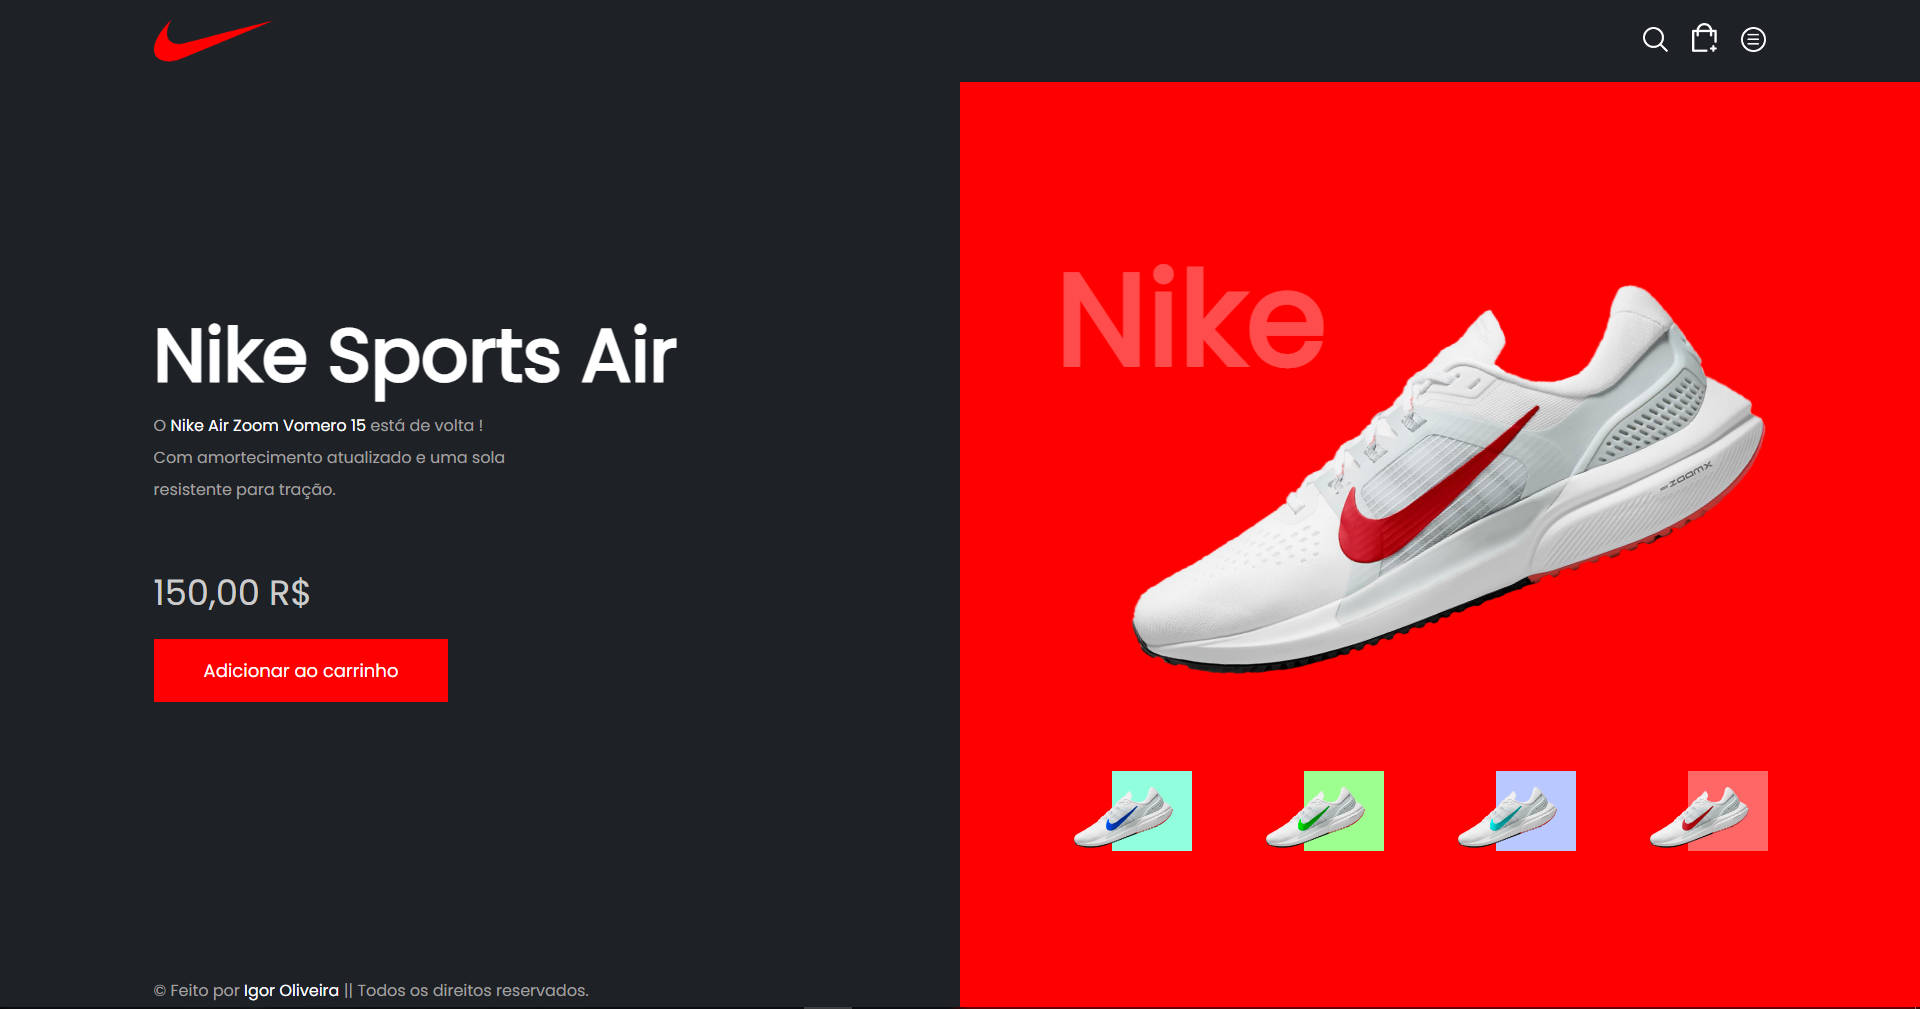 Nike Sports Air
O Nike Air Zoom Vomero 15 está de volta !
Com amortecimento atualizado e uma sola
resistente para tração.
150,00 R$
Adicionar ao carrinho
© Feito por Igor Oliveira || Todos os direitos reservados.
Nike
ZOOMX